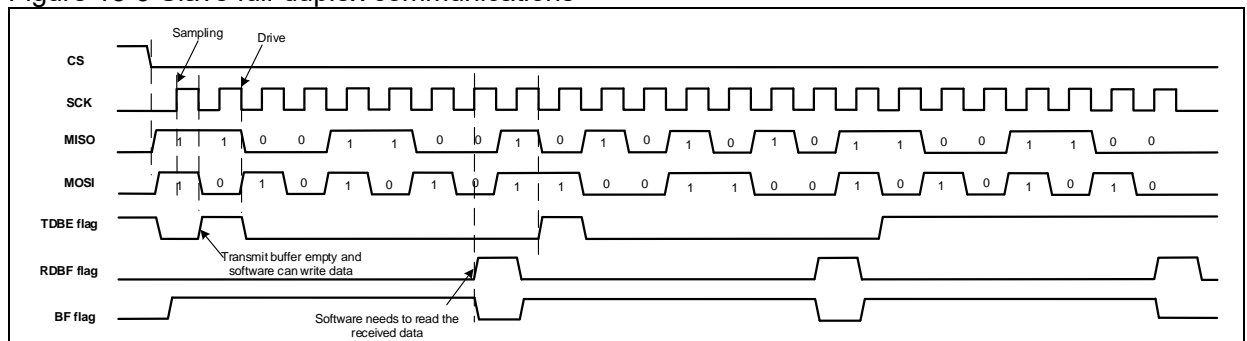 Figure Slave full-duplex communications
Sampling Drive
CS
SCK
MISO 1 1 0 0 1 1 0 0 1 0 1 0 1 0 1 0 1 1 0 0 1 1 0 0
MOSI 1 0 1 0 1 0 1 0 1 1 0 0 1 1 0 0 1 0 1 0 1 0 1 0
TDBE flag
Transmit buffer empty and
software can write data
RDBF flag
BF flag
Software needs to read the
received data